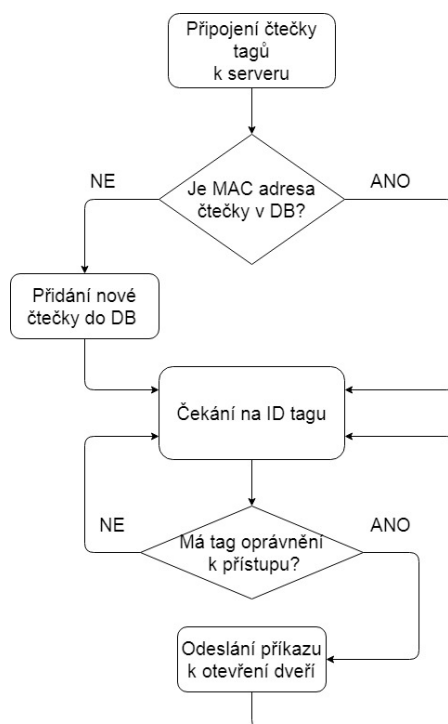 Připojení čtečky
tagů
k serveru
NE
Je MAC adresa
čtečky v DB?
ANO
Přidání nové
čtečky do DB
Čekání na ID tagu
NE
Má tag oprávnění
k přístupu?
ANO
Odeslání příkazu
k otevření dveří